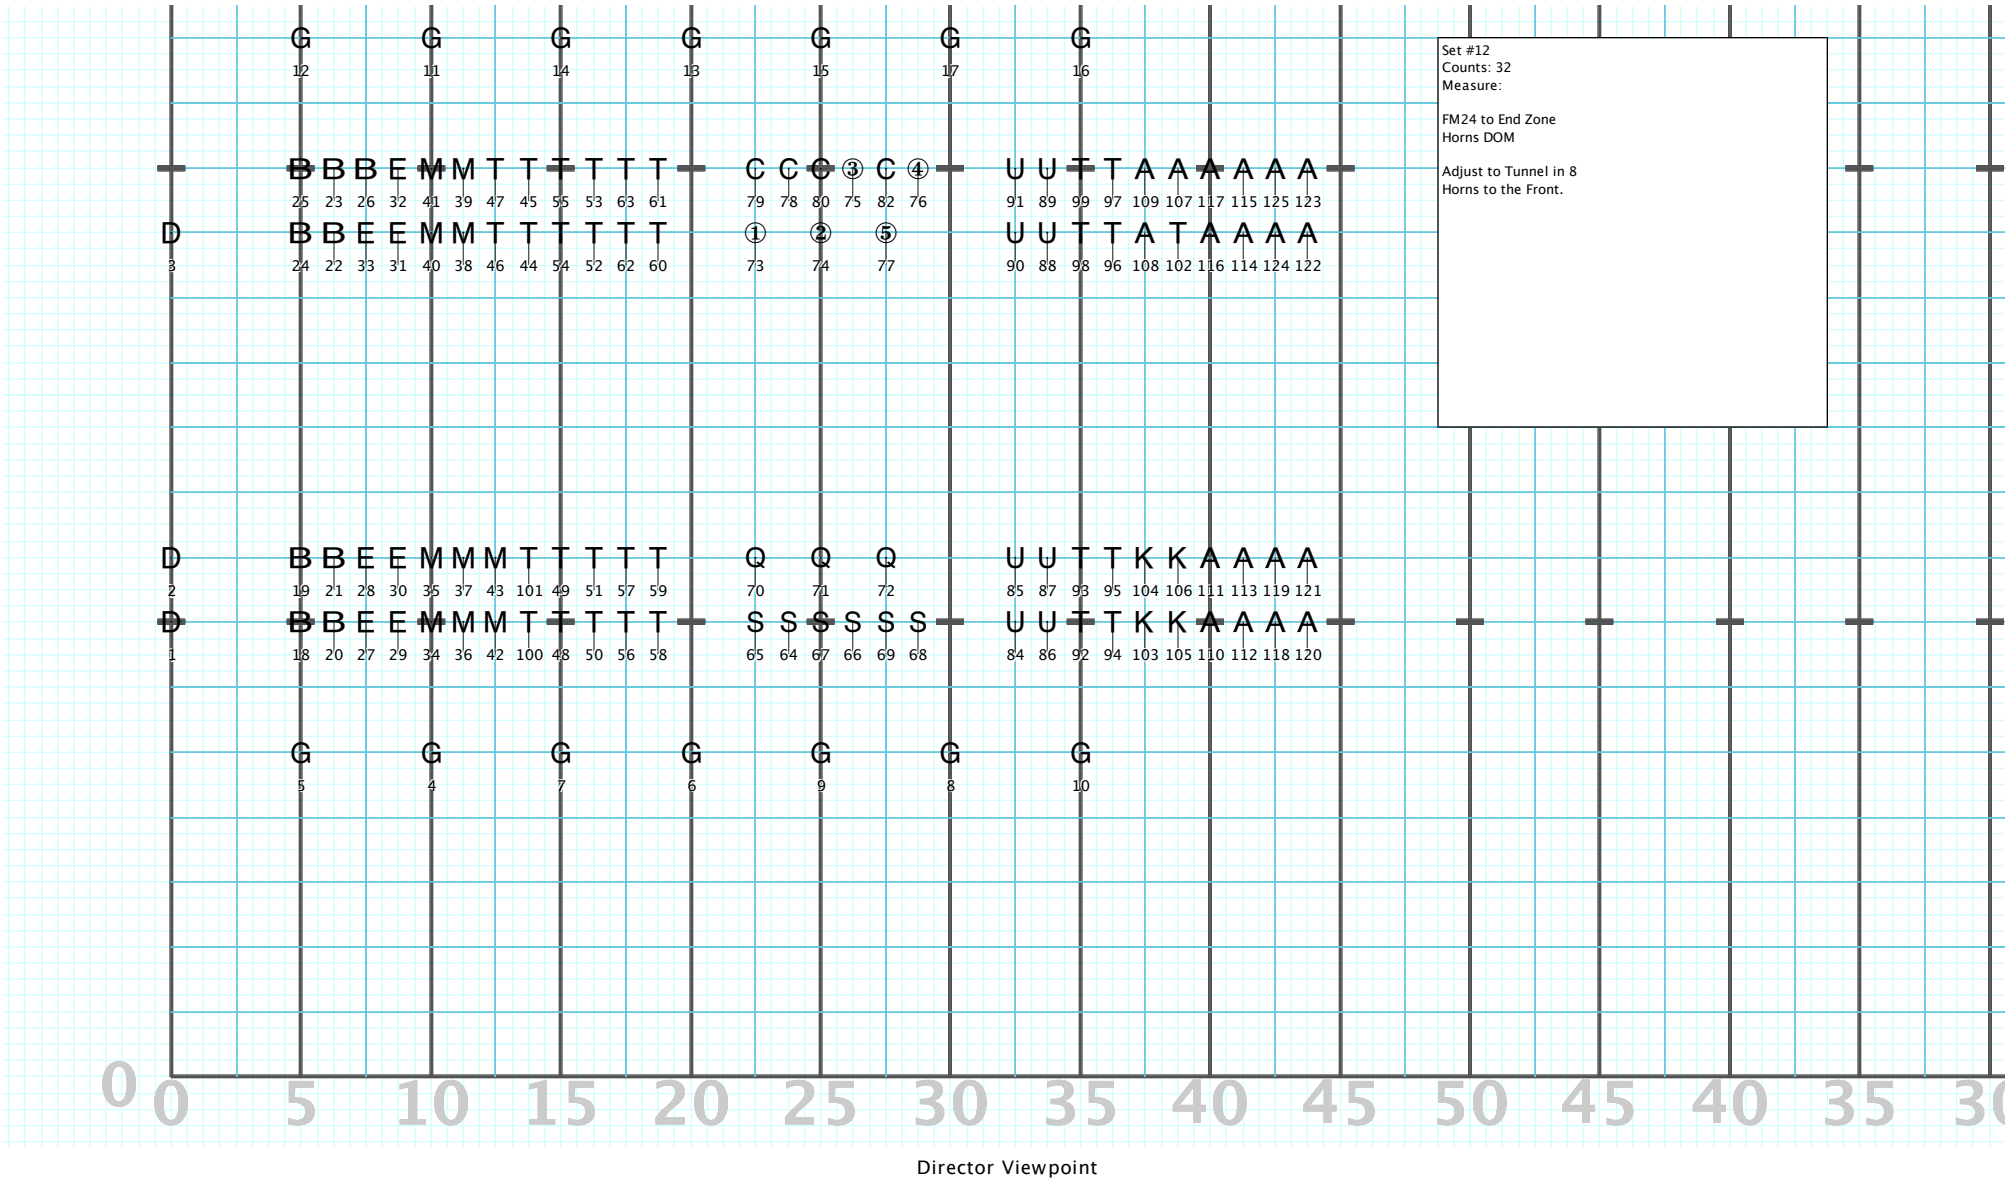 G G G G G G G
12 11 14 13 15 17 16
Set #12
Counts: 32
Measure:
FM24 to End Zone
Horns DOM
Adjust to Tunnel in 8
Horns to the Front.
B B B E M M T T T T T T C C C ③ C ④ U U T T A A A A A A
25 23 26 32 41 39 47 45 55 53 63 61 79 78 80 75 82 76 91 89 99 97 109 107 117 115 125 123
D B B E E M M T T T T T T ① ② ⑤ U U T T A T A A A A
3 24 22 33 31 40 38 46 44 54 52 62 60 73 74 77 90 88 98 96 108 102 116 114 124 122
D B B E E M M M T T T T T Q Q Q U U T T K K A A A A
2 19 21 28 30 35 37 43 101 49 51 57 59 70 71 72 85 87 93 95 104 106 111 113 119 121
D B B E E M M M T T T T T S S S S S S U U T T K K A A A A
1 18 20 27 29 34 36 42 100 48 50 56 58 65 64 67 66 69 68 84 86 92 94 103 105 110 112 118 120
G G G G G G G
5 4 7 6 9 8 10
0 0 5 10 15 20 25 30 35 40 45 50 45 40 35 30
Director Viewpoint